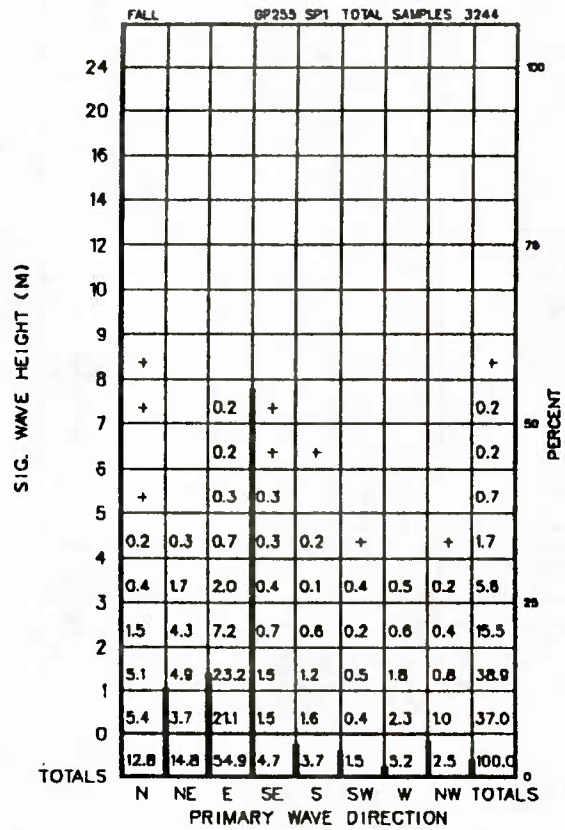 FALL GP255 SP1 TOTAL SAMPLES 3244
24 100
20
16
14
12 75
10
9
+ +
8
+ 0.2 + 0.2
7 50
0.2 + + 0.2
6
+ 0.3 0.3 0.7
5
0.2 0.3 0.7 0.3 0.2 + + 1.7
4
0.4 1.7 2.0 0.4 0.1 0.4 0.5 0.2 5.8
3 25
1.5 4.3 7.2 0.7 0.6 0.2 0.6 0.4 15.5
2
5.1 4.9 23.2 1.5 1.2 0.5 1.8 0.8 38.9
1
5.4 3.7 21.1 1.5 1.6 0.4 2.3 1.0 37.0
0
12.8 14.8 54.9 4.7 3.7 1.5 5.2 2.5 100.0
TOTALS 0
N NE E SE S SW W NW TOTALS
PRIMARY WAVE DIRECTION
SIG. WAVE HEIGHT (M)
PERCENT